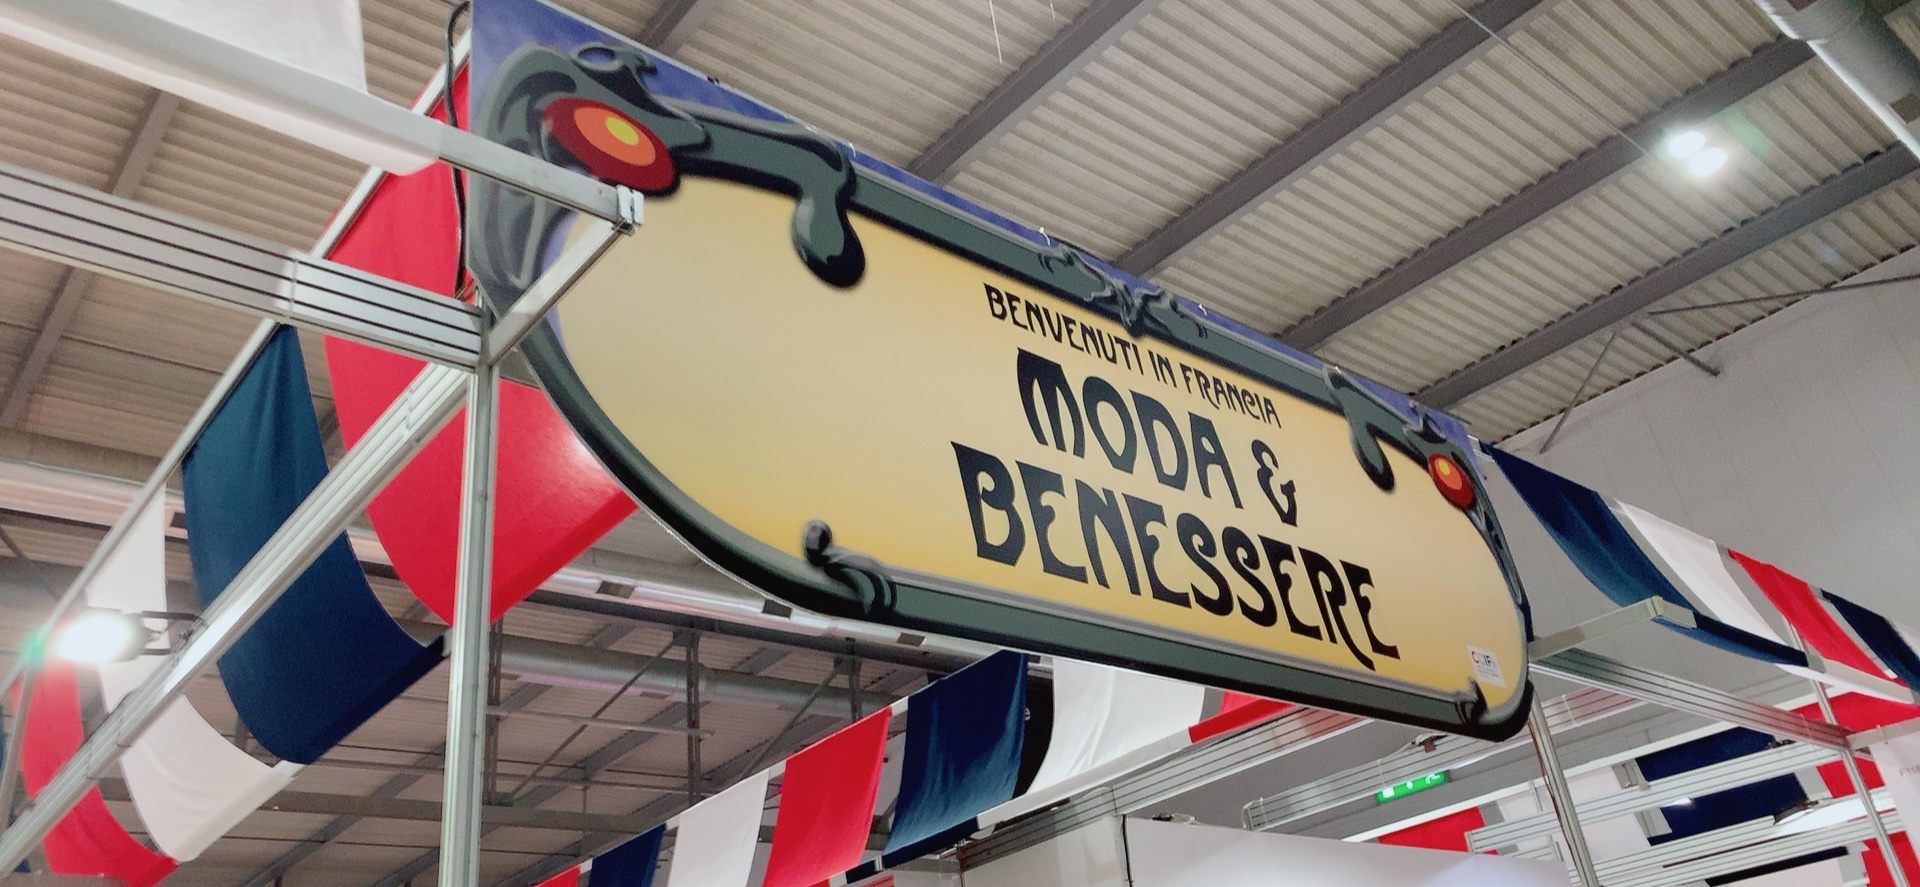 BENVENUTI IN FRANCIA
MODA &
BENESSERE